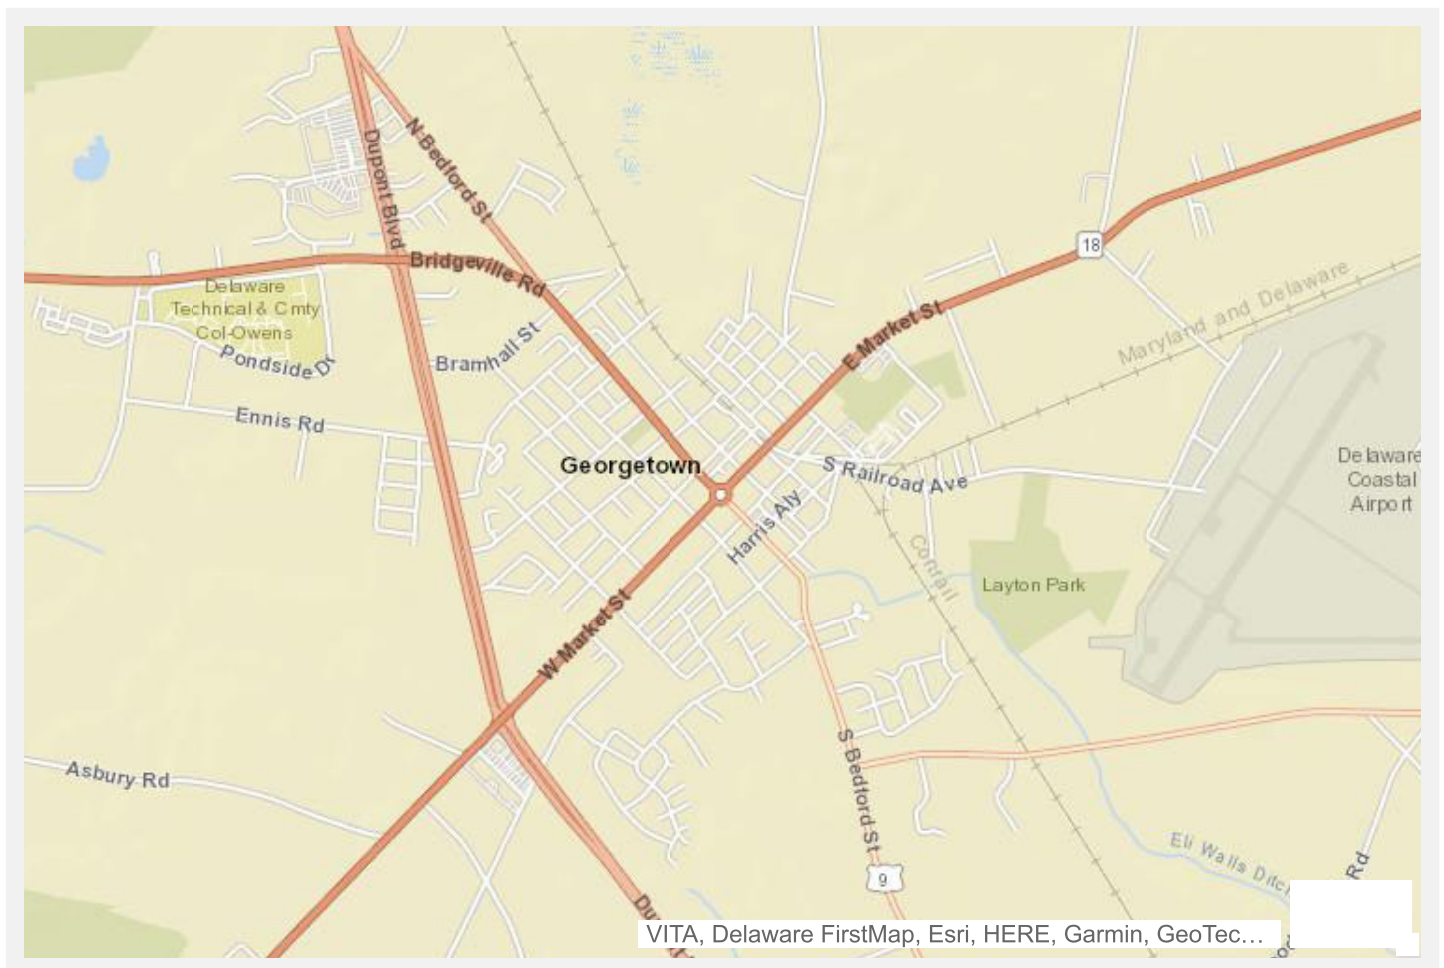 N Bedford St
Dupont Blvd
18
Bridgeville Rd
Maryland and Delaware
Delaware
Technical & Cmty
Col-Owens
E Market St
Bramhall St
Pondside Dr
Ennis Rd
Georgetown
S Railroad Ave
Delaware
Coastal
Airport
Harris Aly
Conrail
Layton Park
W Market St
Asbury Rd
S Bedford St
Eli Walls Ditch
Rd
9
VITA, Delaware FirstMap, Esri, HERE, Garmin, GeoTec...